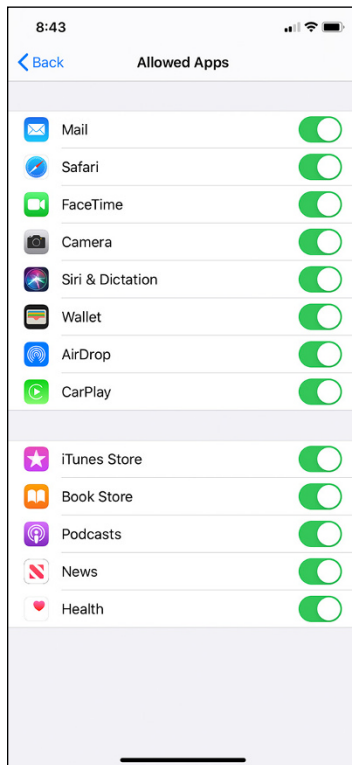 8:43
Back Allowed Apps
Mail
Safari
FaceTime
Camera
Siri & Dictation
Wallet
AirDrop
CarPlay
iTunes Store
Book Store
Podcasts
News
Health